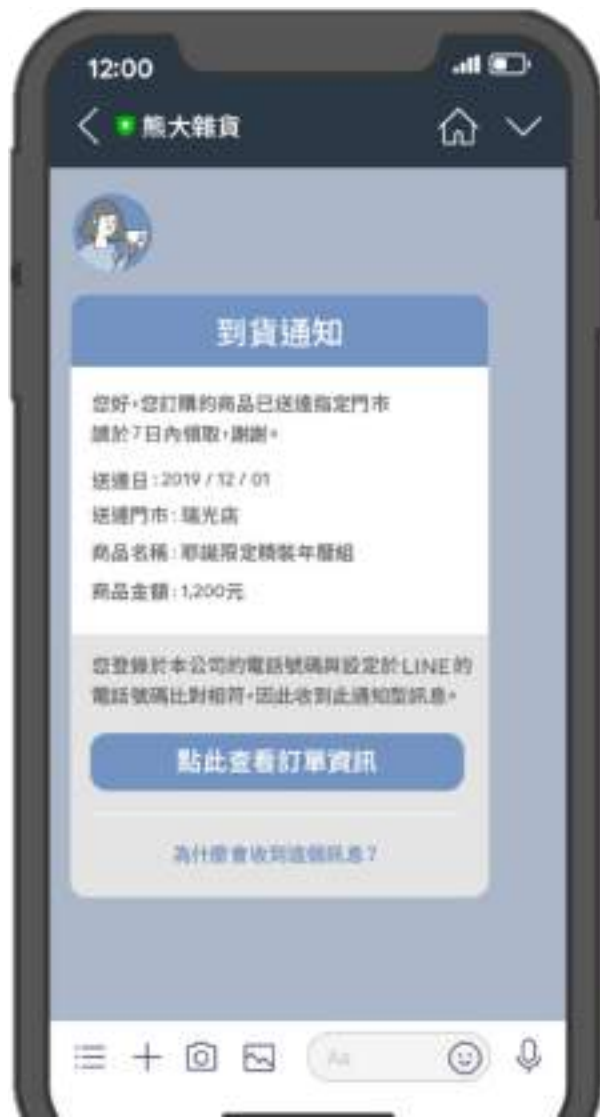 12:00
熊大雜貨
到貨通知
您好，您訂購的商品已送達指定門市
請於7日內領取，謝謝。
送達日：2019 / 12 / 01
送達門市：瑞光店
商品名稱：耶誕限定精裝年曆組
商品金額：1,200元
您登錄於本公司的電話號碼與設定於LINE的
電話號碼比對相符，因此收到此通知型訊息。
點此查看訂單資訊
為什麼會收到這個訊息？
Aa